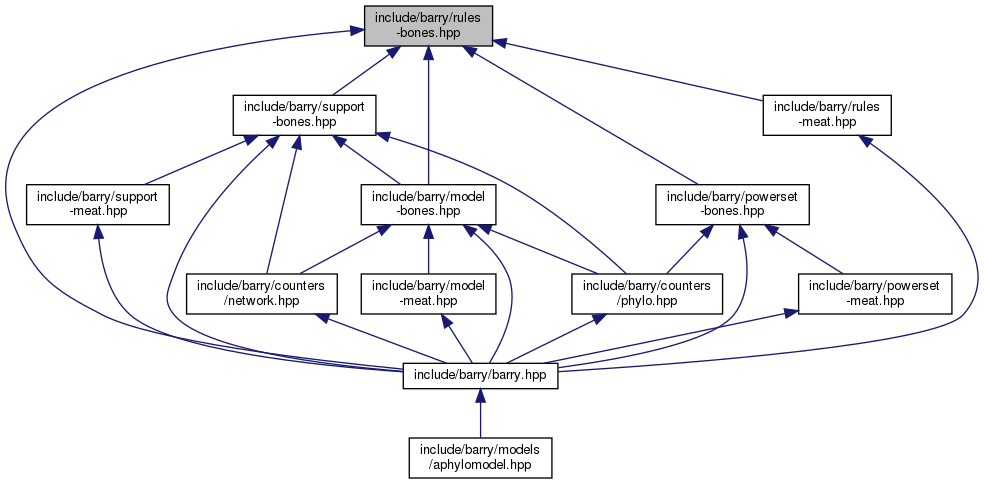 include/barry/rules
-bones.hpp
include/barry/support
-bones.hpp
include/barry/rules
-meat.hpp
include/barry/support
-meat.hpp
include/barry/model
-bones.hpp
include/barry/powerset
-bones.hpp
include/barry/counters
/network.hpp
include/barry/model
-meat.hpp
include/barry/counters
/phylo.hpp
include/barry/powerset
-meat.hpp
include/barry/barry.hpp
include/barry/models
/aphylomodel.hpp